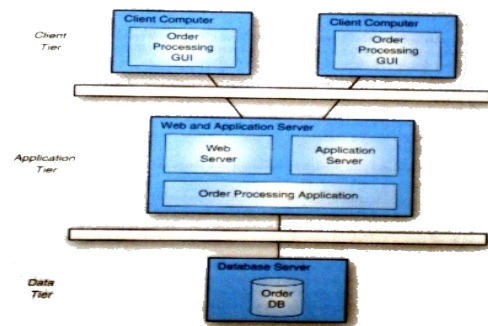 Client Computer
Client Computer
Client
Tier
Order
Processing
GUI
Order
Processing
GUI
Web and Application Server
Web
Server
Application
Server
Application
Tier
Order Processing Application
Database Server
Data
Tier
Order
DB